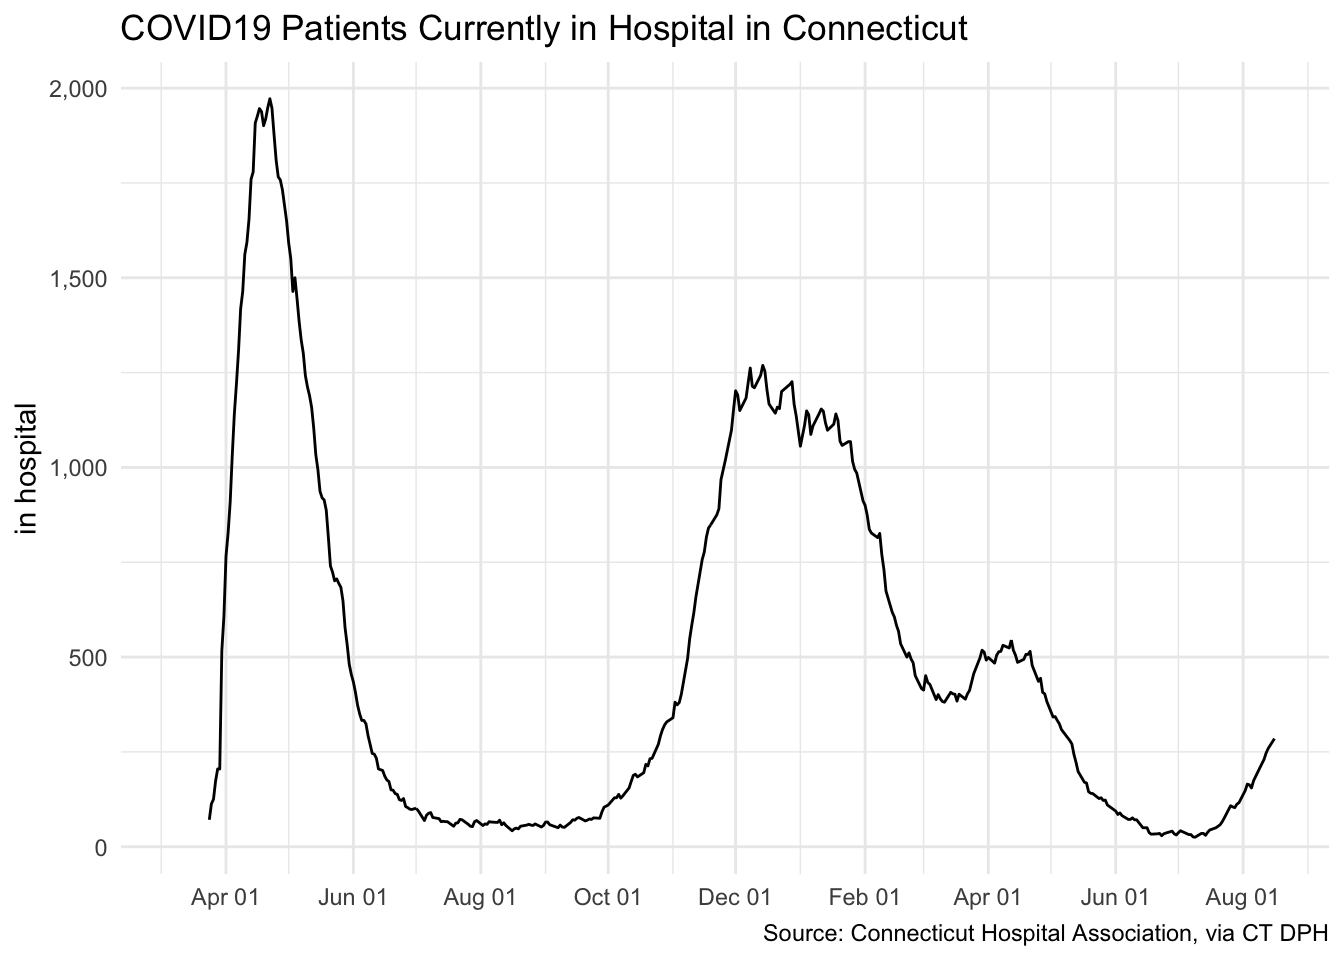 COVID19 Patients Currently in Hospital in Connecticut
2,000
1,500
1,000
500
0
in hospital
Apr 01 Jun 01 Aug 01 Oct 01 Dec 01 Feb 01 Apr 01 Jun 01 Aug 01
Source: Connecticut Hospital Association, via CT DPH